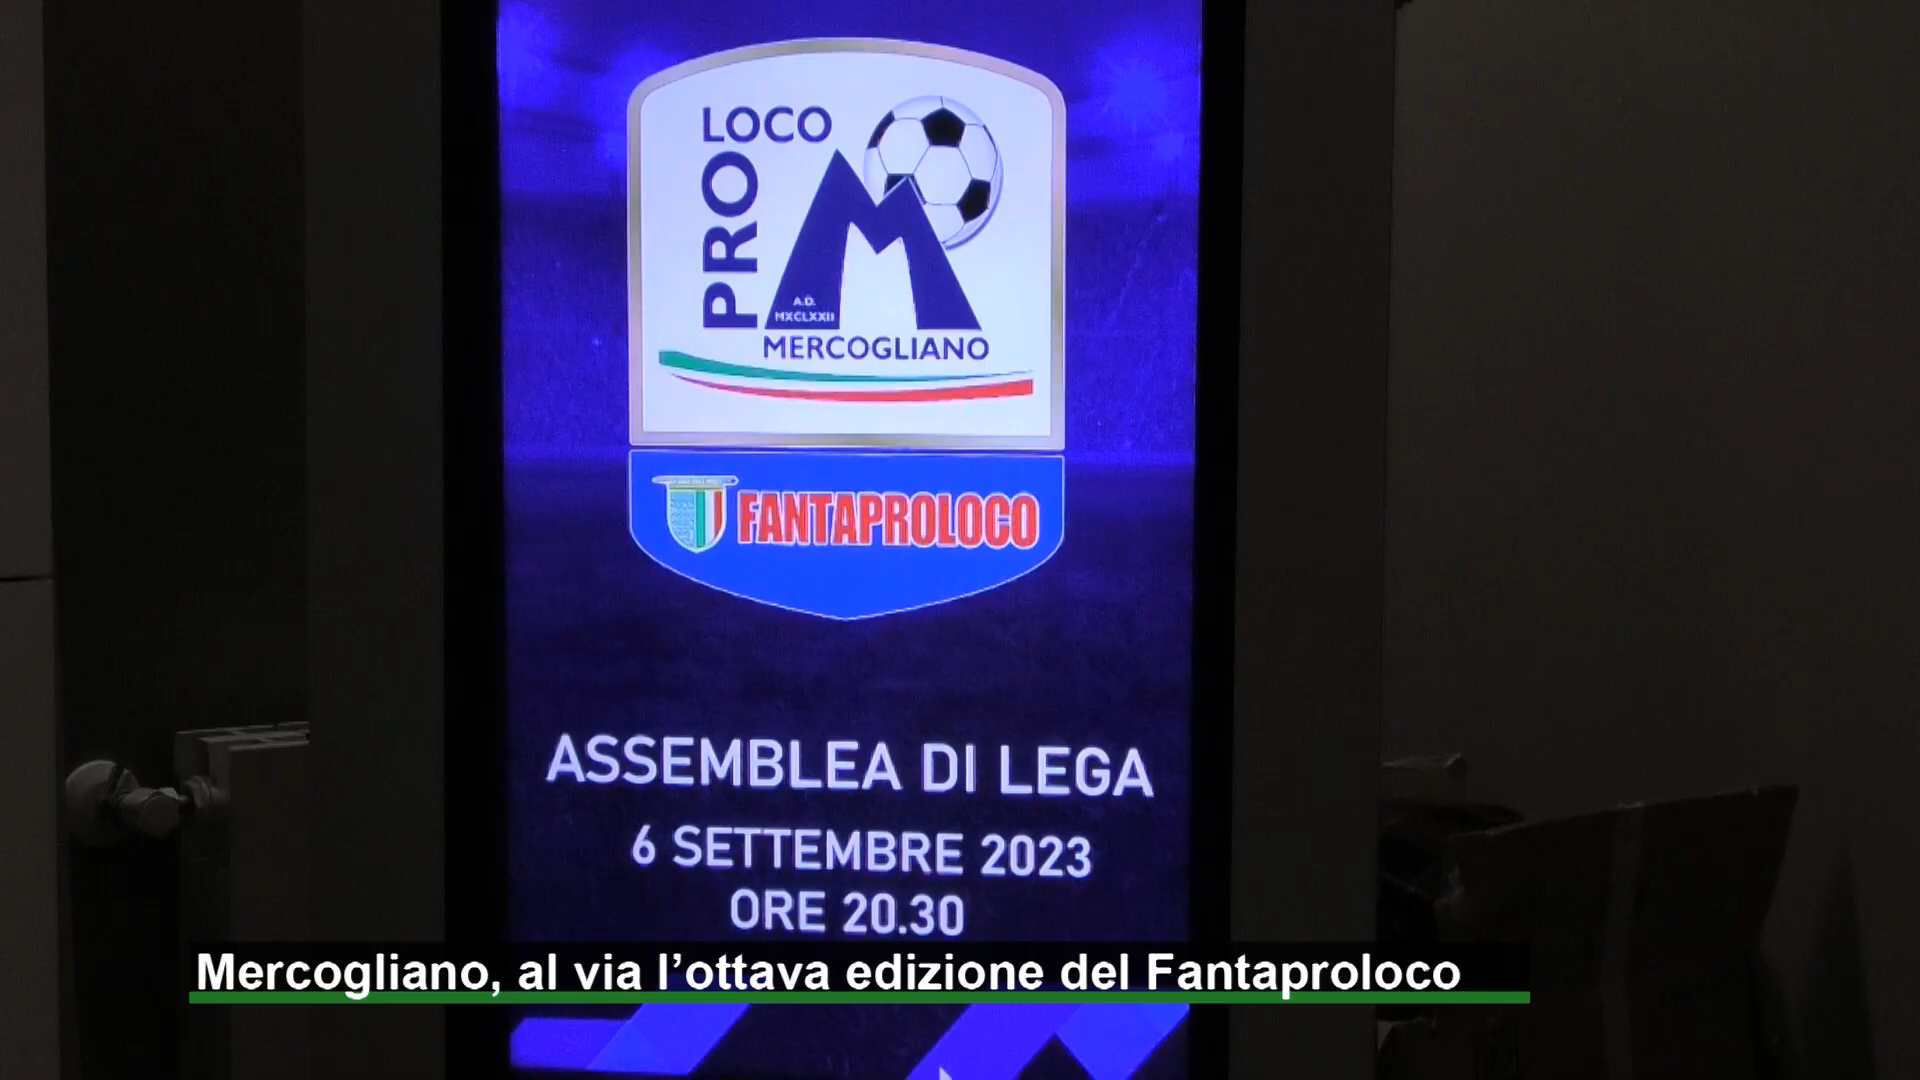 LOCO
PRO
A.D.
MXCLXXII
MERCOGLIANO
FANTAPROLOCO
ASSEMBLEA DI LEGA
6 SETTEMBRE 2023
ORE 20.30
Mercogliano, al via l’ottava edizione del Fantaproloco